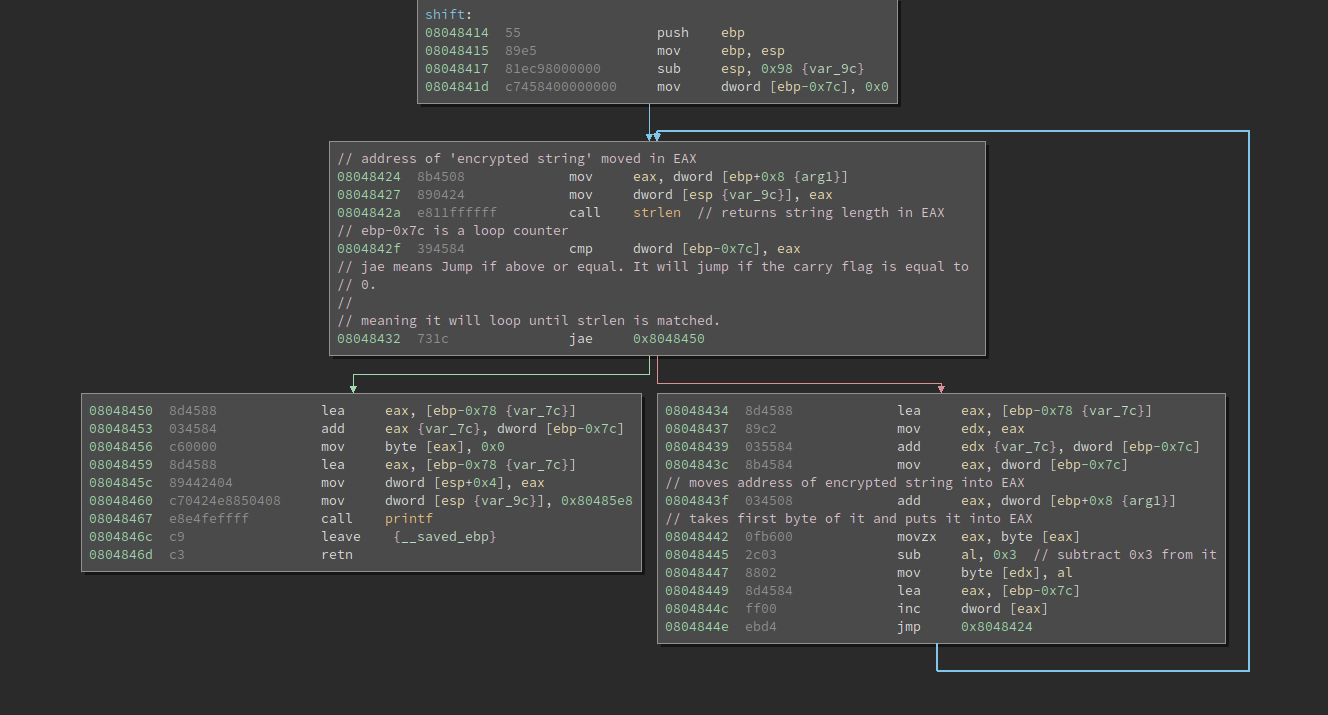 shift:
08048414 55 push ebp
08048415 89e5 mov ebp, esp
08048417 81ec98000000 sub esp, 0x98 {var_9c}
0804841d c7458400000000 mov dword [ebp-0x7c], 0x0
// address of 'encrypted string' moved in EAX
08048424 8b4508 mov eax, dword [ebp+0x8 {arg1}]
08048427 890424 mov dword [esp {var_9c}], eax
0804842a e811ffffff call strlen // returns string length in EAX
// ebp-0x7c is a loop counter
0804842f 394584 cmp dword [ebp-0x7c], eax
// jae means Jump if above or equal. It will jump if the carry flag is equal to
// 0.
//
// meaning it will loop until strlen is matched.
08048432 731c jae 0x8048450
08048450 8d4588 lea eax, [ebp-0x78 {var_7c}]
08048453 034584 add eax {var_7c}, dword [ebp-0x7c]
08048456 c60000 mov byte [eax], 0x0
08048459 8d4588 lea eax, [ebp-0x78 {var_7c}]
0804845c 89442404 mov dword [esp+0x4], eax
08048460 c70424e8850408 mov dword [esp {var_9c}], 0x80485e8
08048467 e8e4feffff call printf
0804846c c9 leave {__saved_ebp}
0804846d c3 retn
08048434 8d4588 lea eax, [ebp-0x78 {var_7c}]
08048437 89c2 mov edx, eax
08048439 035584 add edx {var_7c}, dword [ebp-0x7c]
0804843c 8b4584 mov eax, dword [ebp-0x7c]
// moves address of encrypted string into EAX
0804843f 034508 add eax, dword [ebp+0x8 {arg1}]
// takes first byte of it and puts it into EAX
08048442 0fb600 movzx eax, byte [eax]
08048445 2c03 sub al, 0x3 // subtract 0x3 from it
08048447 8802 mov byte [edx], al
08048449 8d4584 lea eax, [ebp-0x7c]
0804844c ff00 inc dword [eax]
0804844e ebd4 jmp 0x8048424